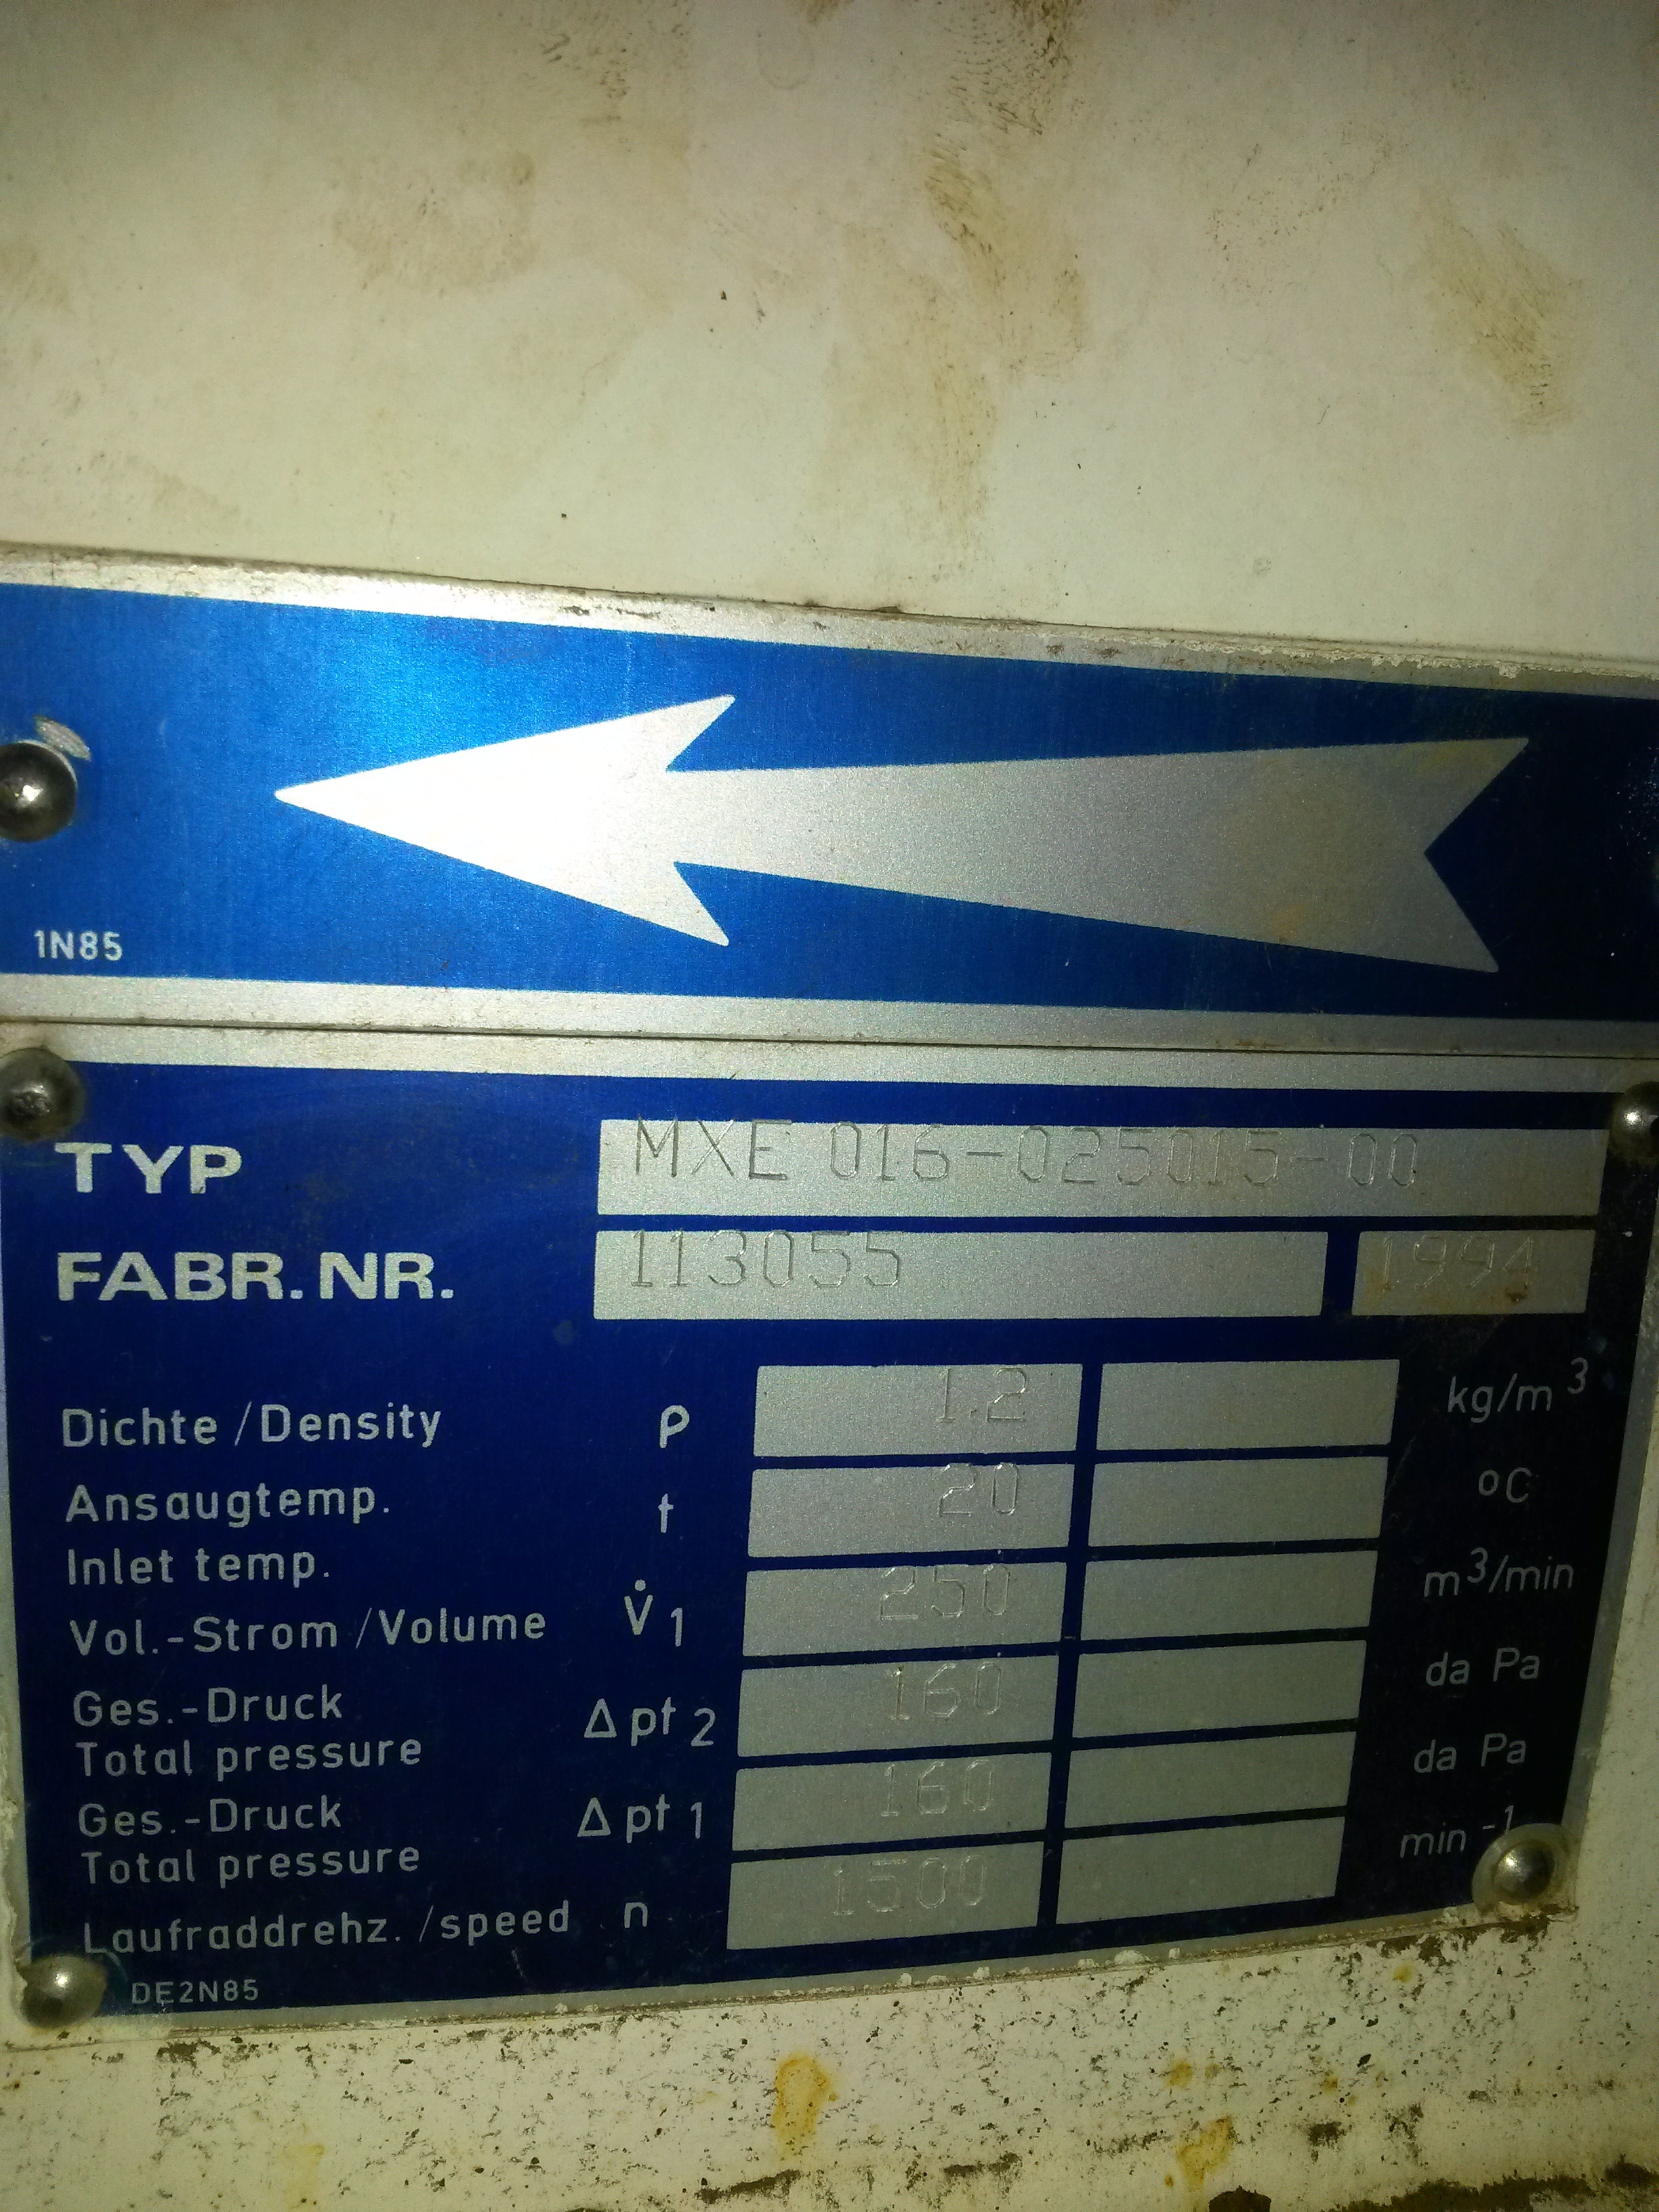 1N85
TYP MXE 016-025015-00
FABR.NR. 113055 1994
Dichte/Density ρ 1.2 kg/m³
Ansaugtemp. t 20 °C
Inlet temp.
Vol.-Strom/Volume V̇1 250 m³/min
Ges.-Druck Δpt2 160 da Pa
Total pressure
Ges.-Druck Δpt1 160 da Pa
Total pressure
Laufraddrehz./speed n 1500 min⁻¹
DE2N85